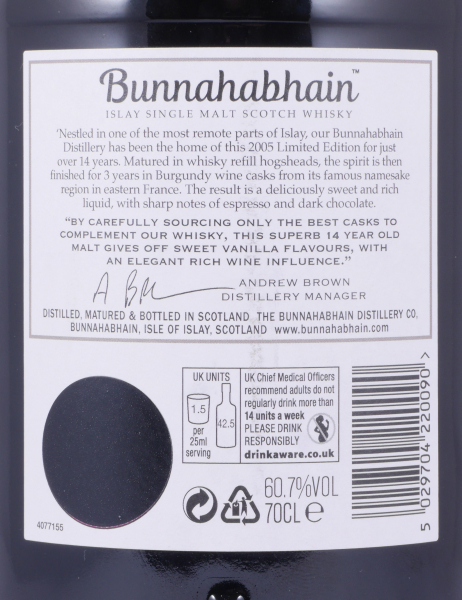 Bunnahabhain™
ISLAY SINGLE MALT SCOTCH WHISKY
'Nestled in one of the most remote parts of Islay, our Bunnahabhain
Distillery has been the home of this 2005 Limited Edition for just
over 14 years. Matured in whisky refill hogsheads, the spirit is then
finished for 3 years in Burgundy wine casks from its famous namesake
region in eastern France. The result is a deliciously sweet and rich
liquid, with sharp notes of espresso and dark chocolate.
"BY CAREFULLY SOURCING ONLY THE BEST CASKS TO
COMPLEMENT OUR WHISKY, THIS SUPERB 14 YEAR OLD
MALT GIVES OFF SWEET VANILLA FLAVOURS, WITH
AN ELEGANT RICH WINE INFLUENCE."
ANDREW BROWN
DISTILLERY MANAGER
DISTILLED, MATURED & BOTTLED IN SCOTLAND THE BUNNAHABHAIN DISTILLERY CO,
BUNNAHABHAIN, ISLE OF ISLAY, SCOTLAND www.bunnahabhain.com
UK UNITS
1.5
42.5
per
25ml
serving
UK Chief Medical Officers
recommend adults do not
regularly drink more than
14 units a week
PLEASE DRINK
RESPONSIBLY
drinkaware.co.uk
60.7%VOL
70CL e
4077155
5 029704 220090 >